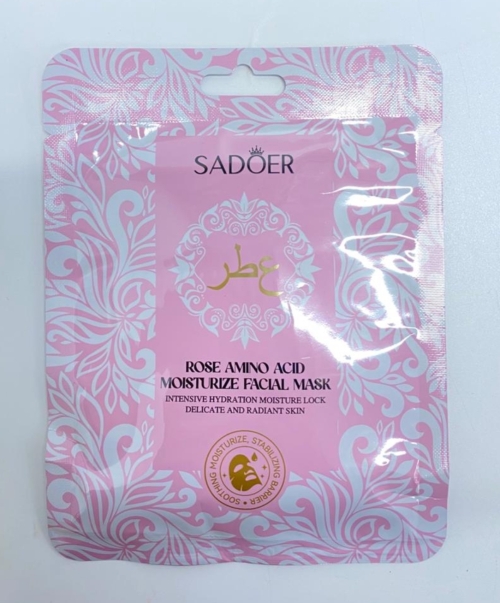 SADOER
عطر
ROSE AMINO ACID
MOISTURIZE FACIAL MASK
INTENSIVE HYDRATION MOISTURE LOCK
DELICATE AND RADIANT SKIN
SOOTHING MOISTURIZE, STABILIZING BARRIER